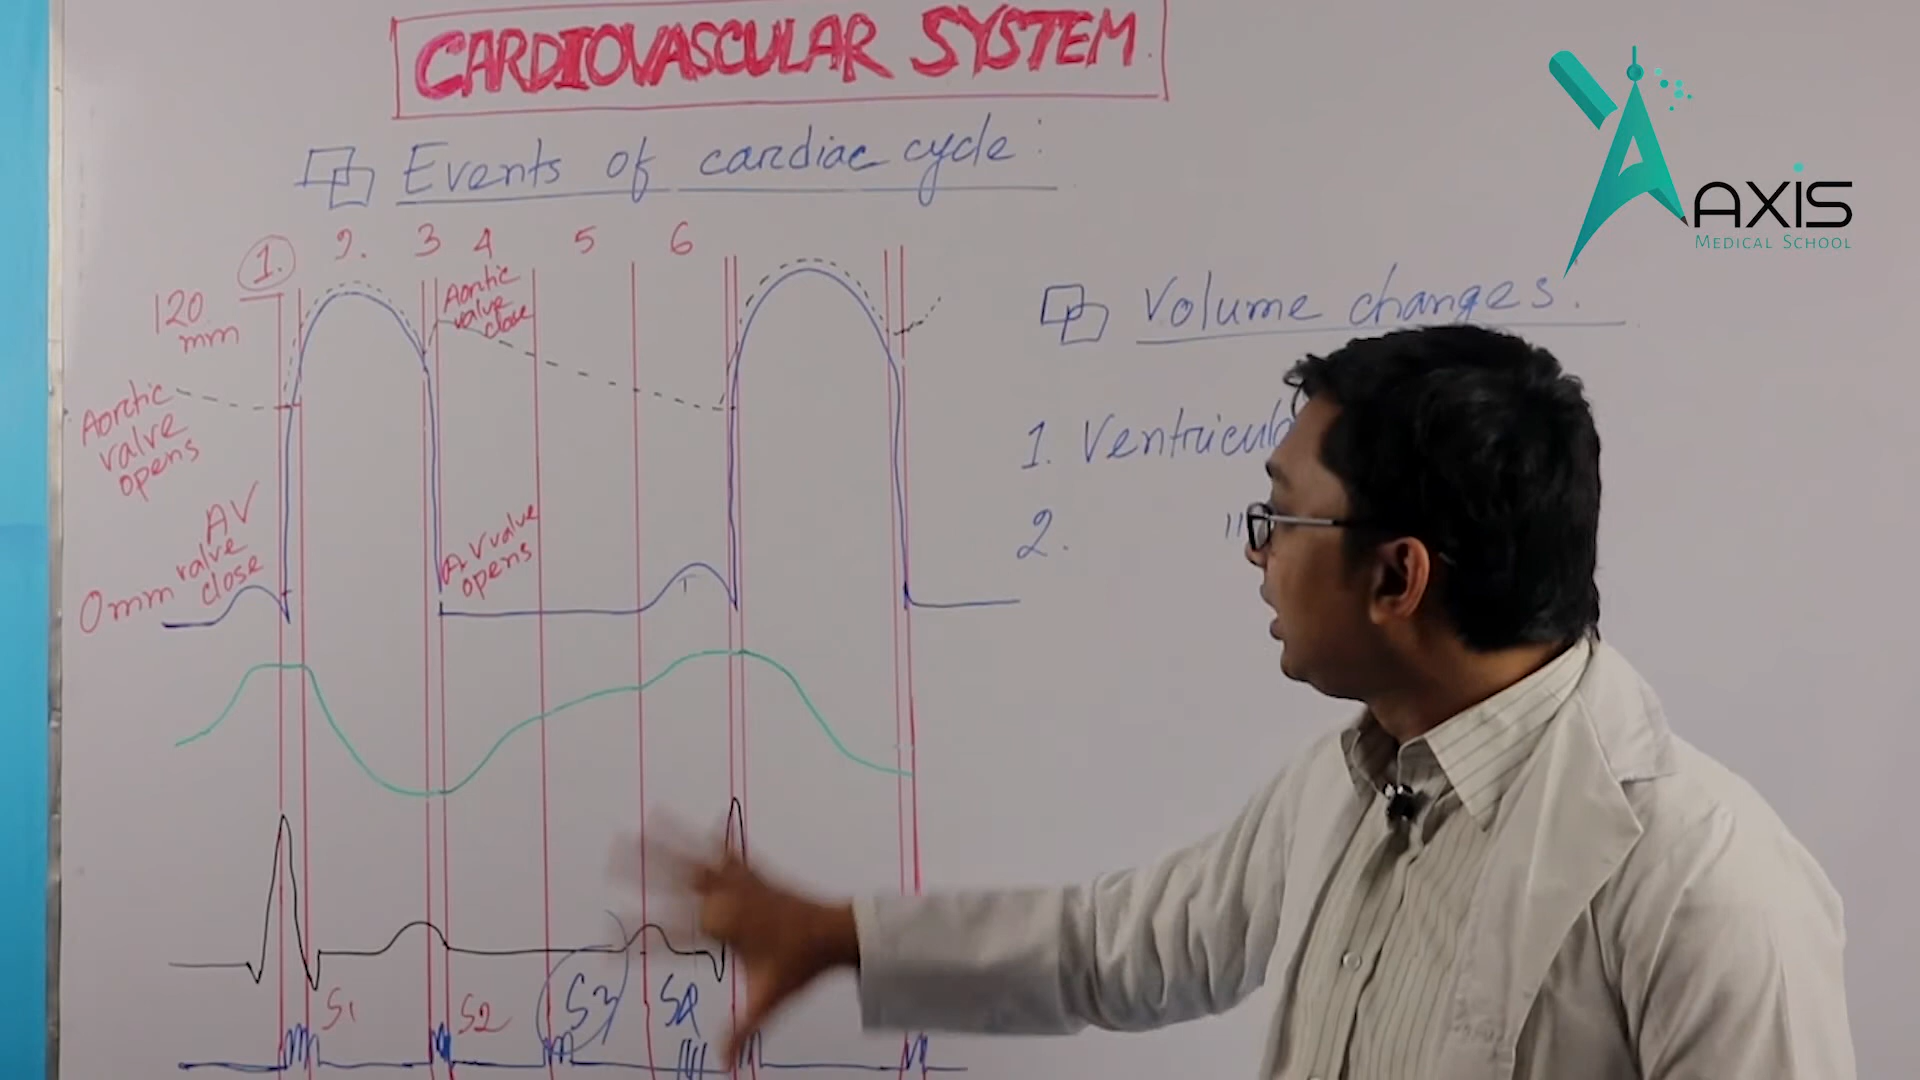 CARDIOVASCULAR SYSTEM
Events of cardiac cycle:
AXIS
MEDICAL SCHOOL
1. 2. 3 4 5 6
120
mm
Aortic
valve
close
Volume changes.
Aortic
valve
opens
1. Ventricul
2. "
AV
valve
close
0mm
AV valve
opens
S1 S2 S3 S4